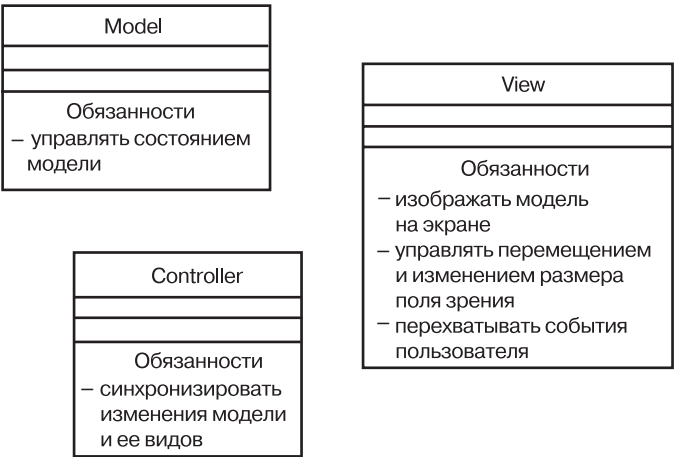 Model
Обязанности
– управлять состоянием
модели
View
Обязанности
– изображать модель
на экране
– управлять перемещением
и изменением размера
поля зрения
– перехватывать события
пользователя
Controller
Обязанности
– синхронизировать
изменения модели
и ее видов